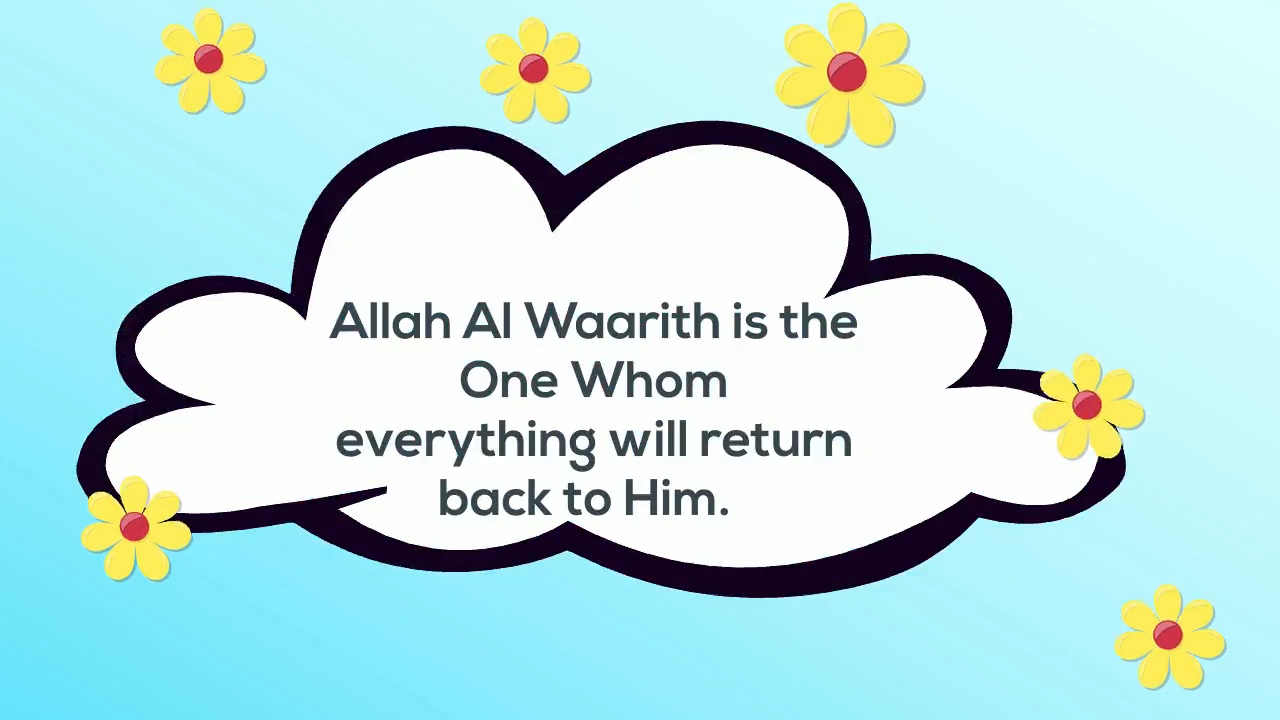 Allah Al Waarith is the
One Whom
everything will return
back to Him.